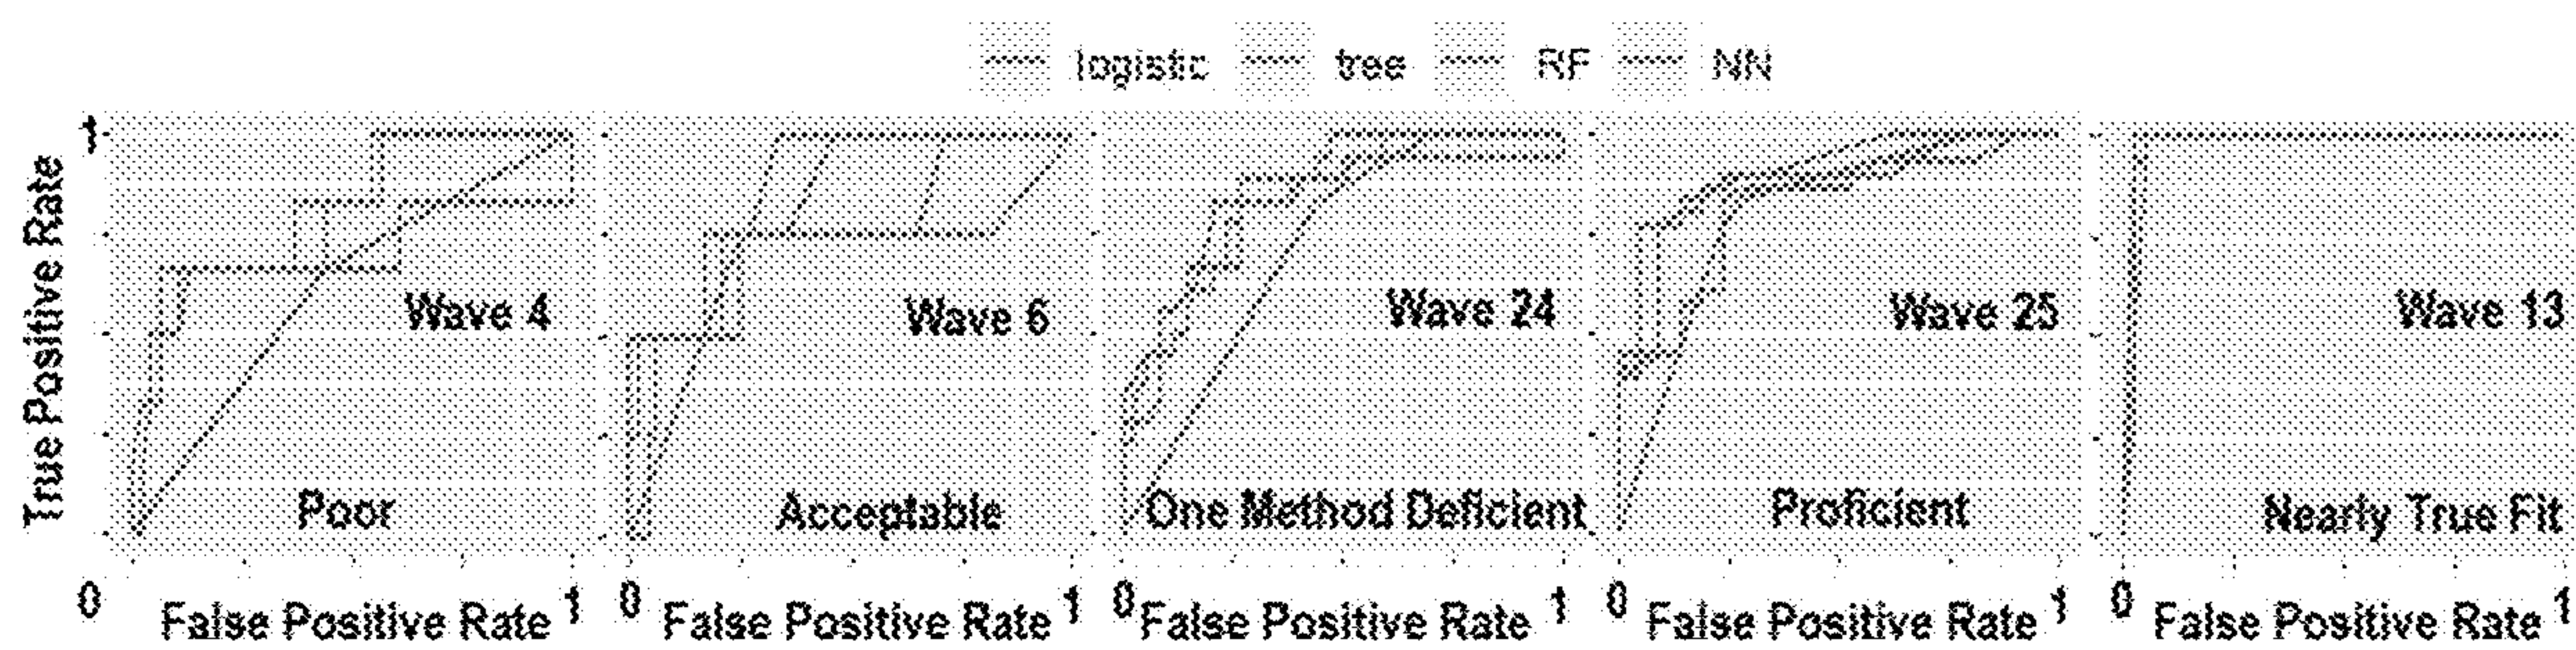 logistic tree RF NN
1
True Positive Rate
Wave 4 Wave 6 Wave 24 Wave 25 Wave 13
Poor Acceptable One Method Deficient Proficient Nearly True Fit
0 1 0 1 0 1 0 1 0 1
False Positive Rate False Positive Rate False Positive Rate False Positive Rate False Positive Rate